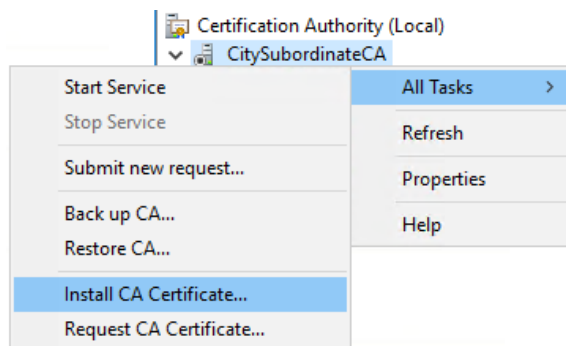 Certification Authority (Local)
CitySubordinateCA
Start Service
Stop Service
Submit new request...
Back up CA...
Restore CA...
Install CA Certificate...
Request CA Certificate...
All Tasks
Refresh
Properties
Help